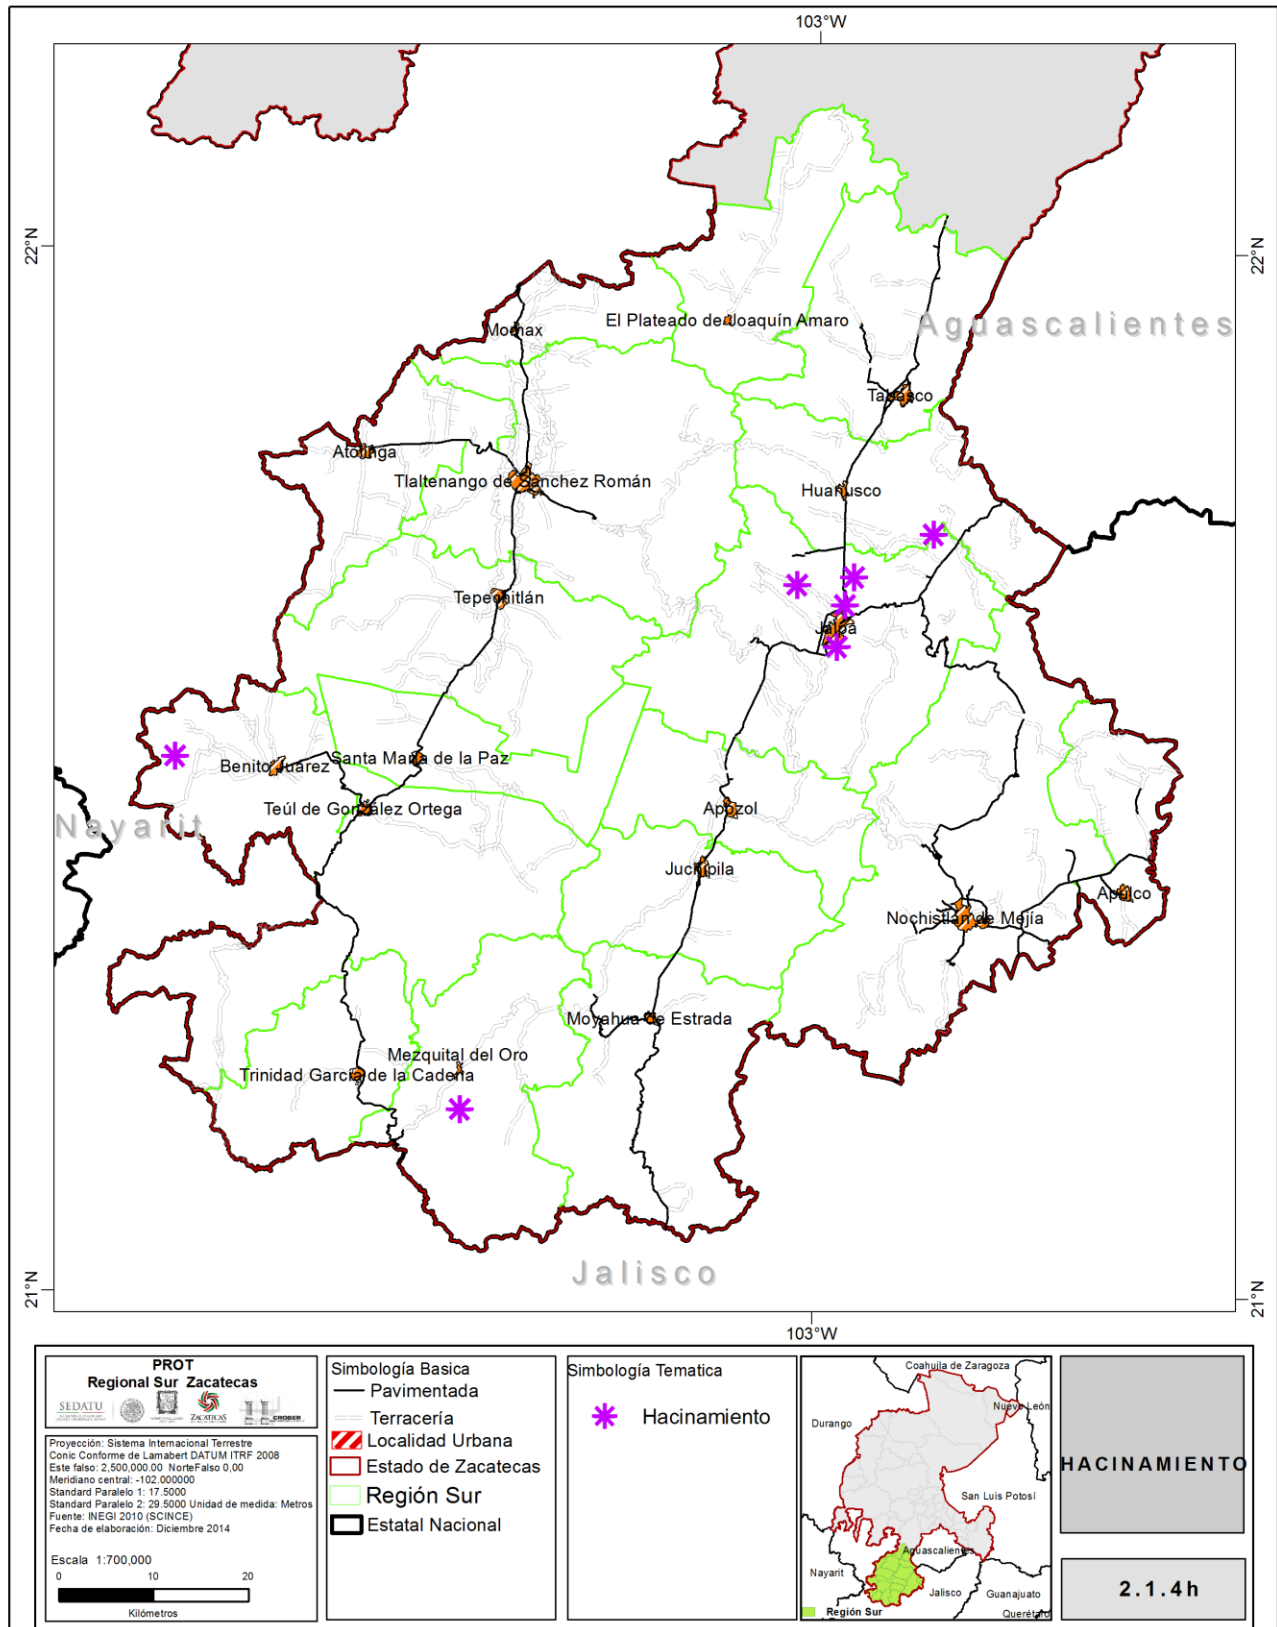 103°W
22°N
22°N
El Plateado de Joaquín Amaro
Momax
Aguascalientes
Tabasco
Atolinga
Tlaltenango de Sánchez Román
Huanusco
Tepechitlán
Jalpa
Santa María de la Paz
Benito Juárez
Teúl de González Ortega
Apozol
Nayarit
Juchipila
Apulco
Nochistlán de Mejía
Moyahua de Estrada
Mezquital del Oro
Trinidad García de la Cadena
Jalisco
21°N
21°N
103°W
PROT
Regional Sur Zacatecas
SEDATU
ZACATECAS
CRODER
Proyección: Sistema Internacional Terrestre
Conic Conforme de Lamabert DATUM ITRF 2008
Este falso: 2,500,000.00 NorteFalso 0,00
Meridiano central: -102.000000
Standard Paralelo 1: 17.5000
Standard Paralelo 2: 29.5000 Unidad de medida: Metros
Fuente: INEGI 2010 (SCINCE)
Fecha de elaboración: Diciembre 2014
Escala 1:700,000
0 10 20
Kilómetros
Simbología Basica
Pavimentada
Terracería
Localidad Urbana
Estado de Zacatecas
Región Sur
Estatal Nacional
Simbología Tematica
Hacinamiento
Coahuila de Zaragoza
Nuevo León
Durango
San Luis Potosí
Aguascalientes
Nayarit
Jalisco
Guanajuato
Región Sur
Querétaro
HACINAMIENTO
2.1.4h